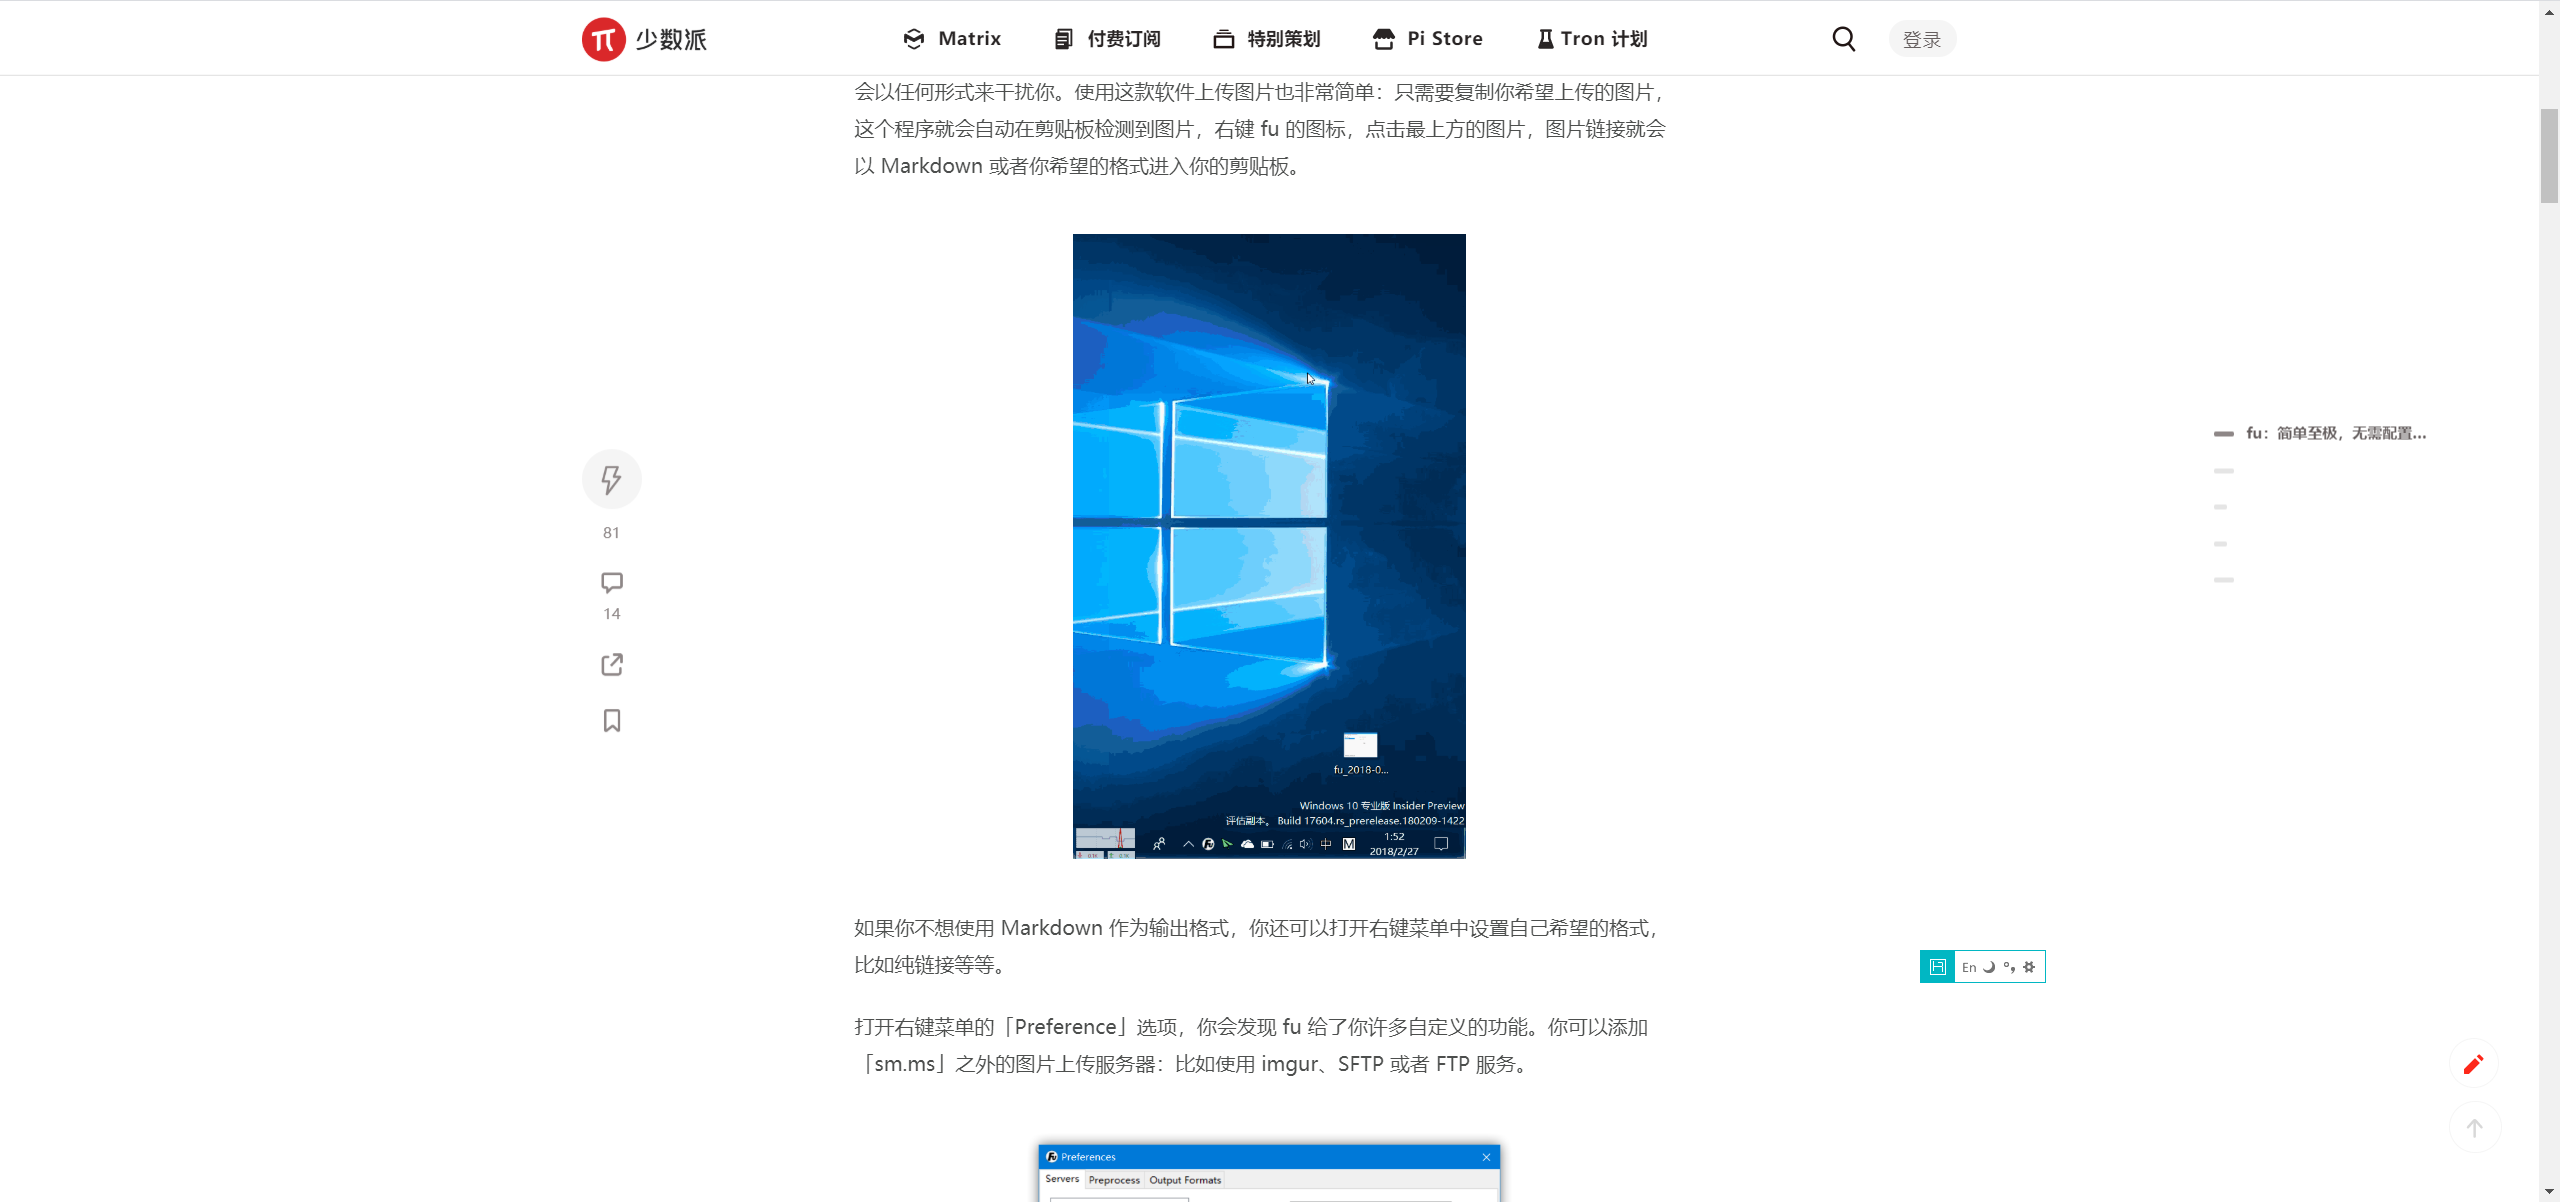 少数派
Matrix
付费订阅
特别策划
Pi Store
Tron 计划
登录
会以任何形式来干扰你。使用这款软件上传图片也非常简单：只需要复制你希望上传的图片，
这个程序就会自动在剪贴板检测到图片，右键 fu 的图标，点击最上方的图片，图片链接就会
以 Markdown 或者你希望的格式进入你的剪贴板。
fu：简单至极，无需配置...
81
14
fu_2018-0...
Windows 10 专业版 Insider Preview
评估副本。 Build 17604.rs_prerelease.180209-1422
中
M
1:52
2018/2/27
如果你不想使用 Markdown 作为输出格式，你还可以打开右键菜单中设置自己希望的格式，
比如纯链接等等。
En
打开右键菜单的「Preference」选项，你会发现 fu 给了你许多自定义的功能。你可以添加
「sm.ms」之外的图片上传服务器：比如使用 imgur、SFTP 或者 FTP 服务。
Preferences
Servers
Preprocess
Output Formats